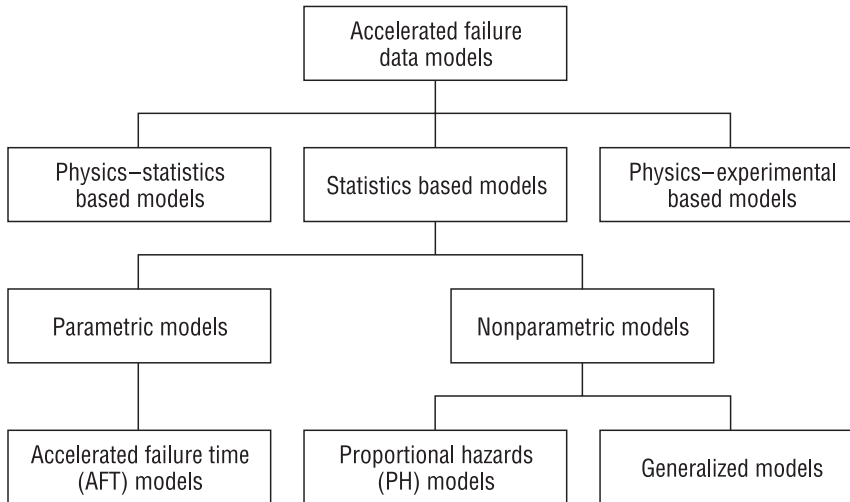 Accelerated failure
data models
Physics–statistics
based models
Statistics based models
Physics–experimental
based models
Parametric models
Nonparametric models
Accelerated failure time
(AFT) models
Proportional hazards
(PH) models
Generalized models